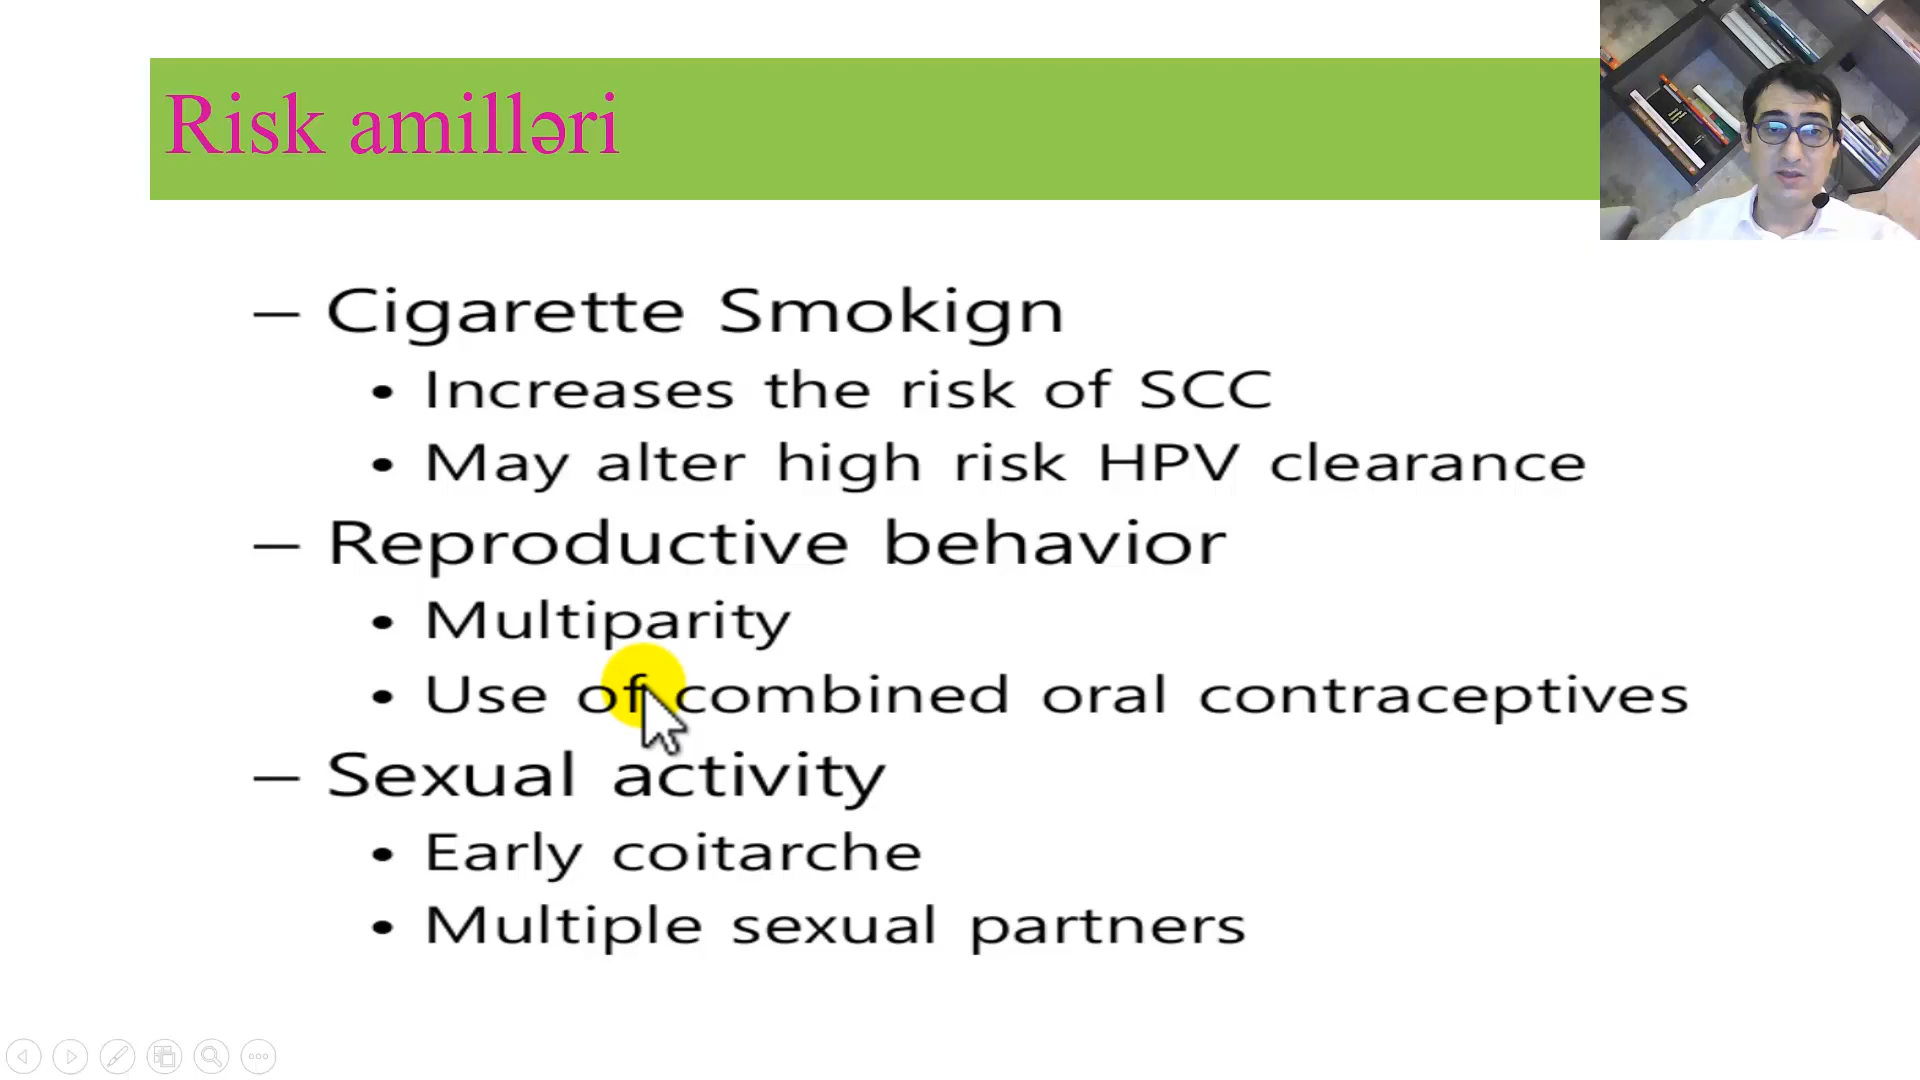 Risk amilləri
– Cigarette Smokign
• Increases the risk of SCC
• May alter high risk HPV clearance
– Reproductive behavior
• Multiparity
• Use of combined oral contraceptives
– Sexual activity
• Early coitarche
• Multiple sexual partners